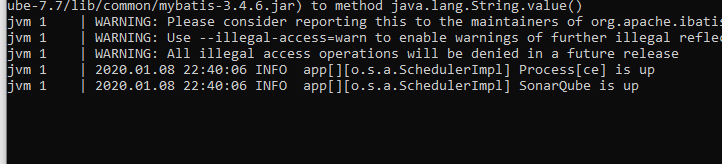 ube-7.7/lib/common/mybatis-3.4.6.jar) to method java.lang.String.value()
jvm 1    | WARNING: Please consider reporting this to the maintainers of org.apache.ibatis
jvm 1    | WARNING: Use --illegal-access=warn to enable warnings of further illegal reflec
jvm 1    | WARNING: All illegal access operations will be denied in a future release
jvm 1    | 2020.01.08 22:40:06 INFO  app[][o.s.a.SchedulerImpl] Process[ce] is up
jvm 1    | 2020.01.08 22:40:06 INFO  app[][o.s.a.SchedulerImpl] SonarQube is up